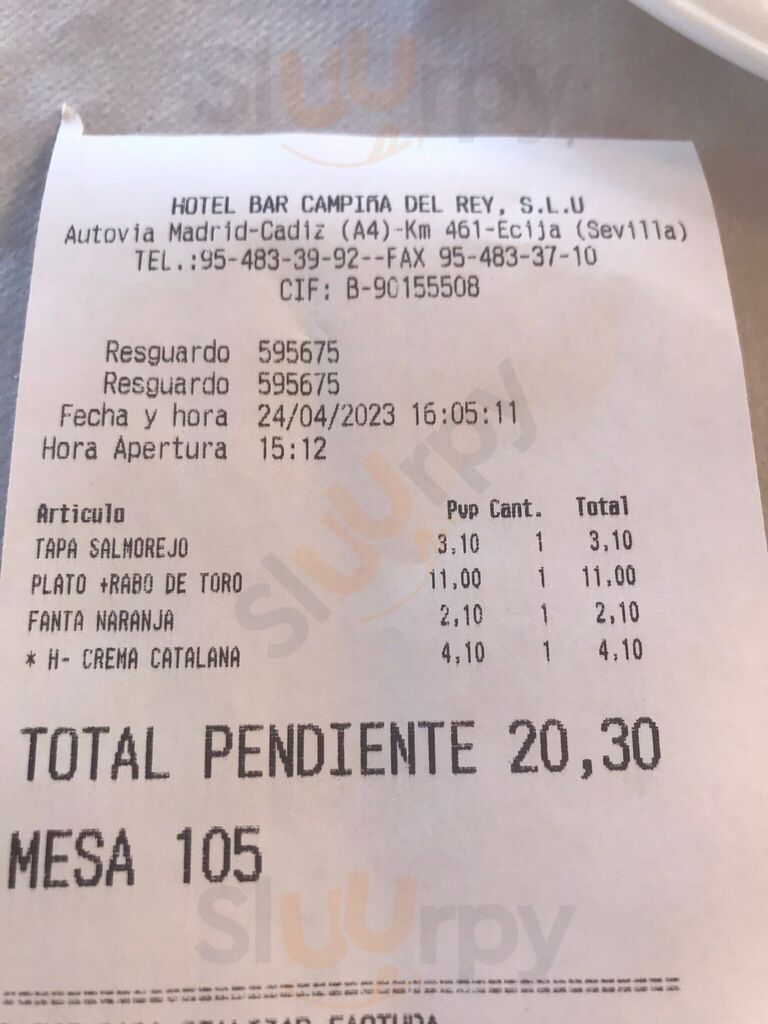 HOTEL BAR CAMPIñA DEL REY, S.L.U
Autovia Madrid-Cadiz (A4)-Km 461-Ecija (Sevilla)
TEL.:95-483-39-92--FAX 95-483-37-10
CIF: B-90155508
Resguardo 595675
Resguardo 595675
Fecha y hora 24/04/2023 16:05:11
Hora Apertura 15:12
Articulo Pvp Cant. Total
TAPA SALMOREJO 3,10 1 3,10
PLATO +RABO DE TORO 11,00 1 11,00
FANTA NARANJA 2,10 1 2,10
* H- CREMA CATALANA 4,10 1 4,10
TOTAL PENDIENTE 20,30
MESA 105
Sluurpy
Sluurpy
Sluurpy